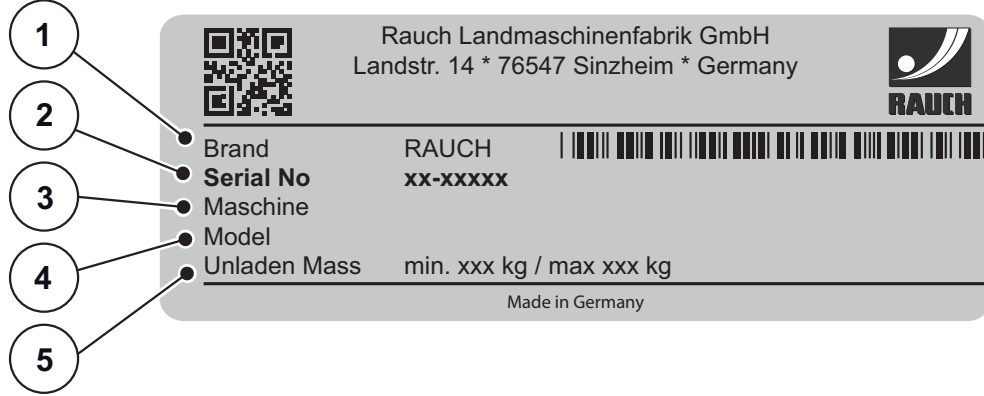 1
2
3
4
5
Rauch Landmaschinenfabrik GmbH
Landstr. 14 * 76547 Sinzheim * Germany
RAUCH
Brand RAUCH
Serial No xx-xxxxx
Maschine
Model
Unladen Mass min. xxx kg / max xxx kg
Made in Germany